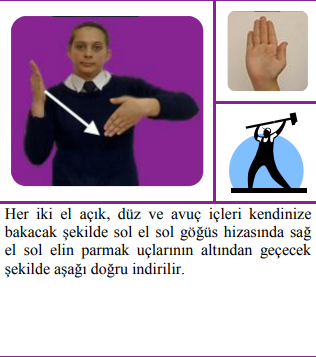 Her iki el açık, düz ve avuç içleri kendinize
bakacak şekilde sol el sol göğüs hizasında sağ
el sol elin parmak uçlarının altından geçecek
şekilde aşağı doğru indirilir.